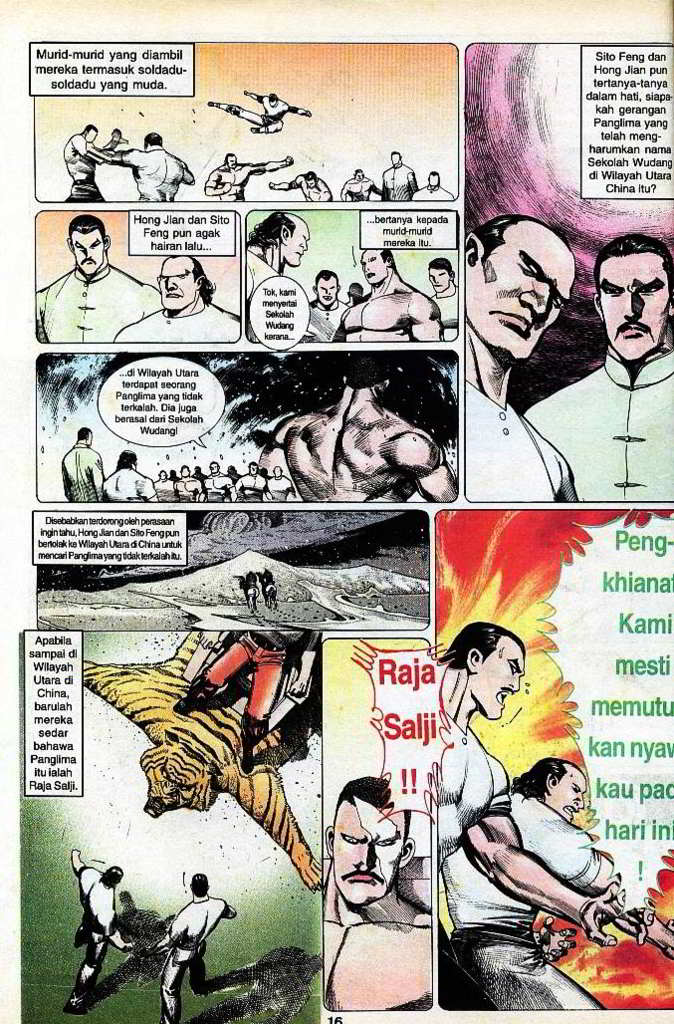 Murid-murid yang diambil
mereka termasuk soldadu-
soldadu yang muda.
Sito Feng dan
Hong Jian pun
tertanya-tanya
dalam hati, siapa-
kah gerangan
Panglima yang
telah meng-
harumkan nama
Sekolah Wudang
di Wilayah Utara
China itu?
Hong Jian dan Sito
Feng pun agak
hairan lalu...
...bertanya kepada
murid-murid
mereka itu.
Tok, kami
menyertai
Sekolah
Wudang
kerana...
...di Wilayah Utara
terdapat seorang
Panglima yang tidak
terkalah. Dia juga
berasal dari Sekolah
Wudang!
Disebabkan terdorong oleh perasaan
ingin tahu, Hong Jian dan Sito Feng pun
bertolak ke Wilayah Utara di China untuk
mencari Panglima yang tidak terkalah itu.
Apabila
sampai di
Wilayah
Utara di
China,
barulah
mereka
sedar
bahawa
Panglima
itu ialah
Raja Salji.
Raja
Salji
!!
Peng-
khianat
Kami
mesti
memutu
kan nyaw
kau pad
hari ini
!
16